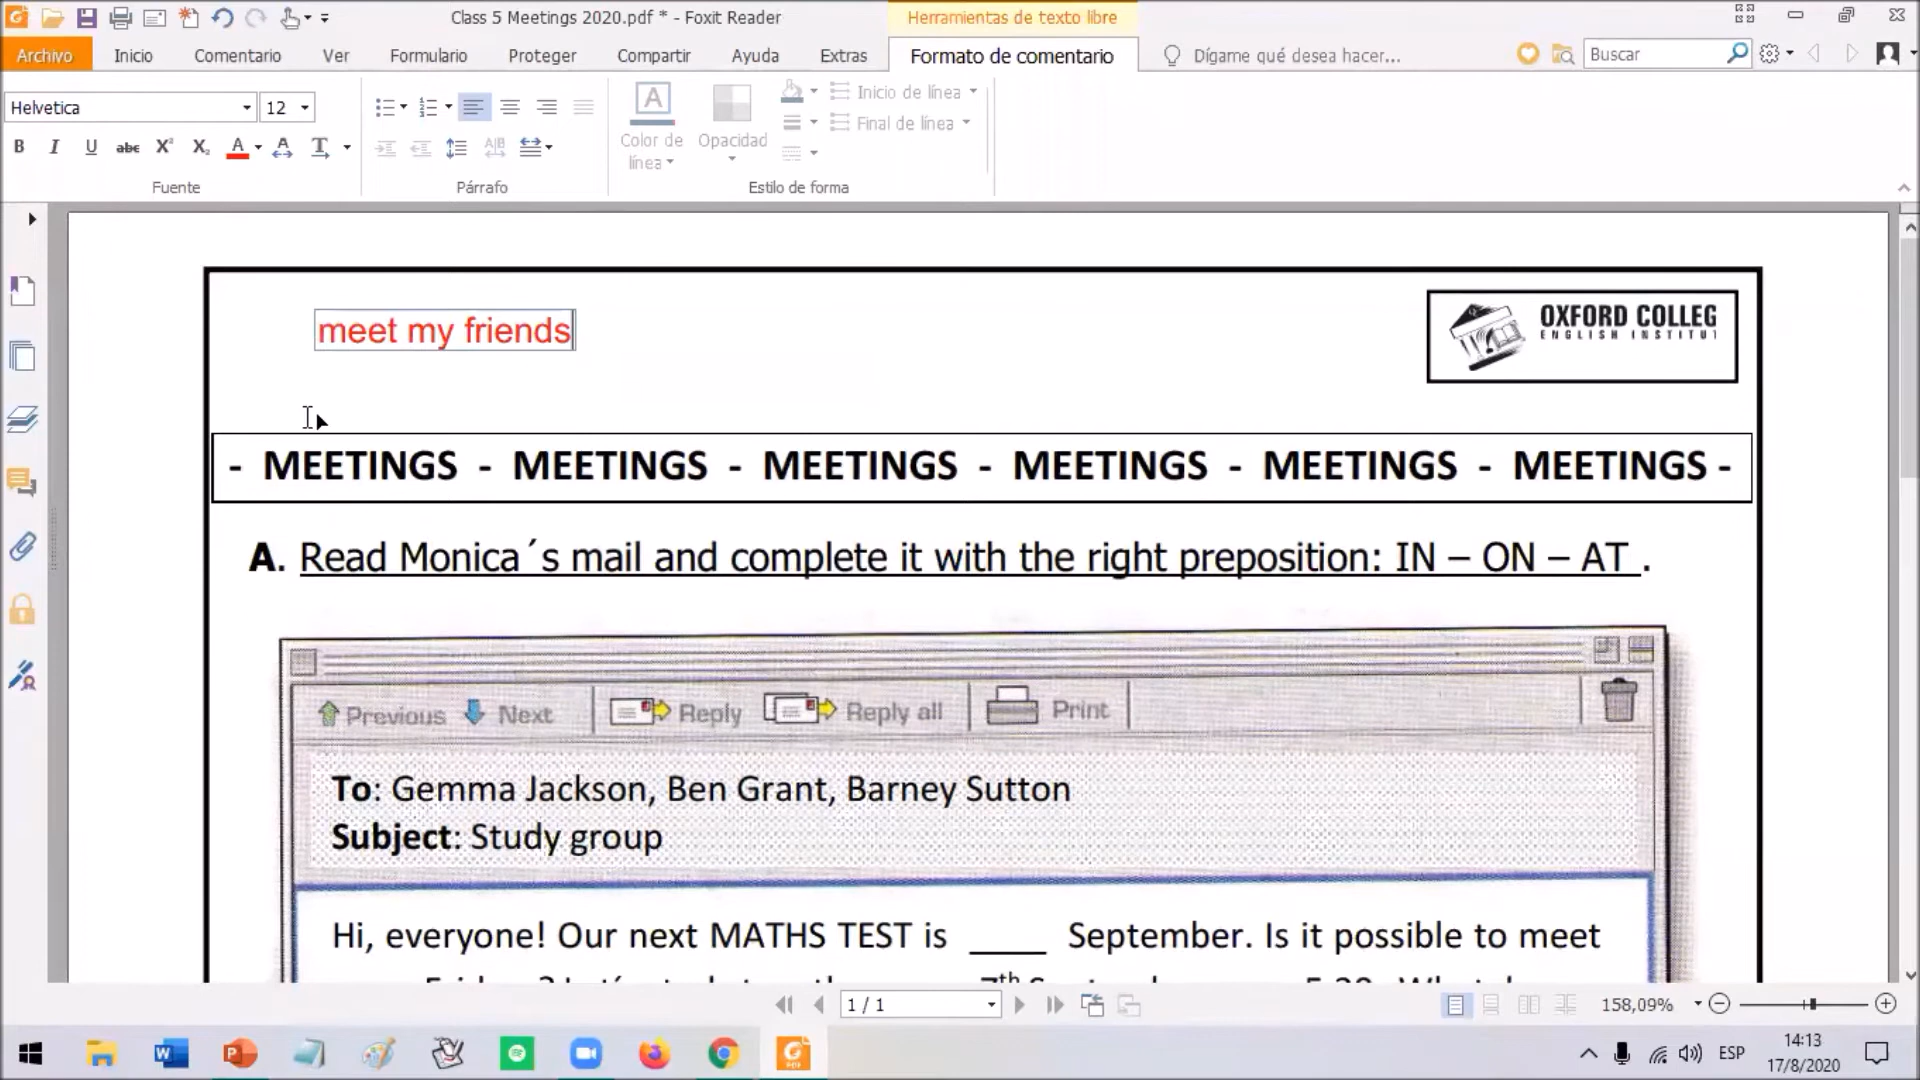 Class 5 Meetings 2020.pdf * - Foxit Reader
Herramientas de texto libre
Archivo Inicio Comentario Ver Formulario Proteger Compartir Ayuda Extras Formato de comentario Dígame qué desea hacer... Buscar
Helvetica 12
Inicio de línea
Final de línea
Color de línea Opacidad
Fuente Párrafo Estilo de forma
meet my friends
OXFORD COLLEG
ENGLISH INSTITUT
- MEETINGS - MEETINGS - MEETINGS - MEETINGS - MEETINGS - MEETINGS -
A. Read Monica´s mail and complete it with the right preposition: IN – ON – AT .
Previous Next Reply Reply all Print
To: Gemma Jackson, Ben Grant, Barney Sutton
Subject: Study group
Hi, everyone! Our next MATHS TEST is ____ September. Is it possible to meet
1 / 1
158,09%
ESP
14:13
17/8/2020